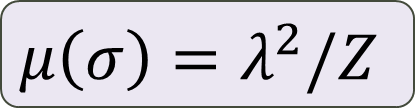 μ(σ) = λ²/Z